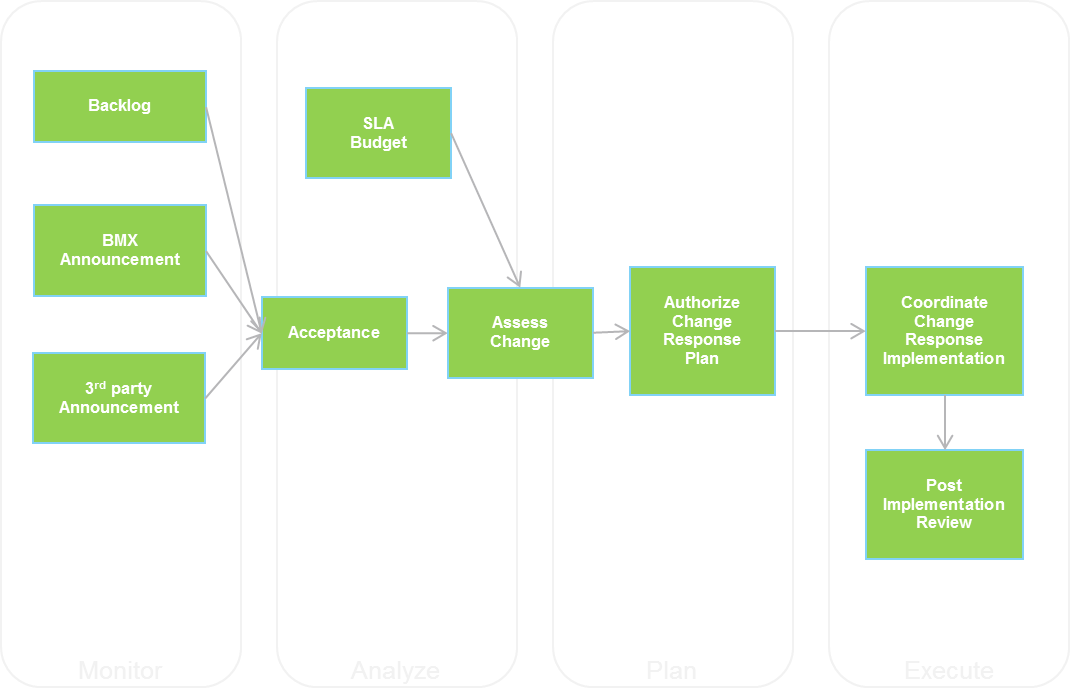 Backlog
BMX
Announcement
3rd party
Announcement
SLA
Budget
Acceptance
Assess
Change
Authorize
Change
Response
Plan
Coordinate
Change
Response
Implementation
Post
Implementation
Review
Monitor
Analyze
Plan
Execute